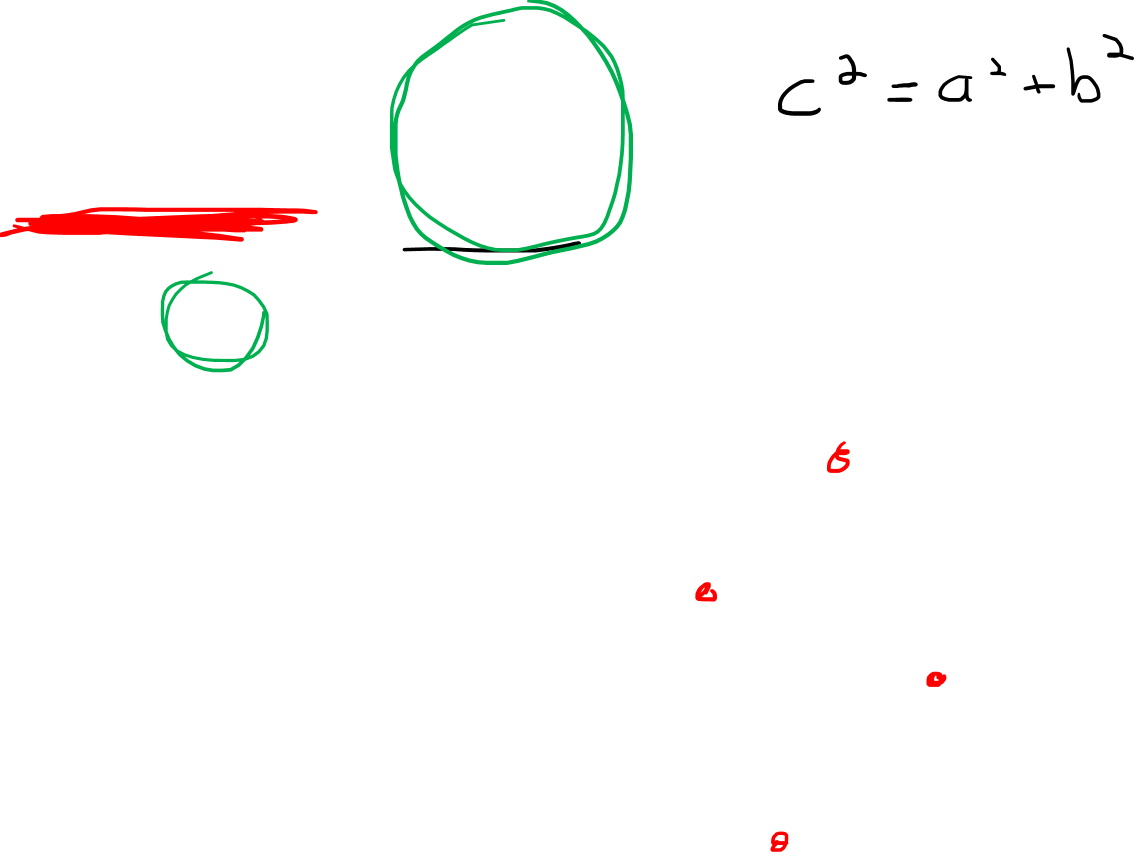 c² = a² + b²